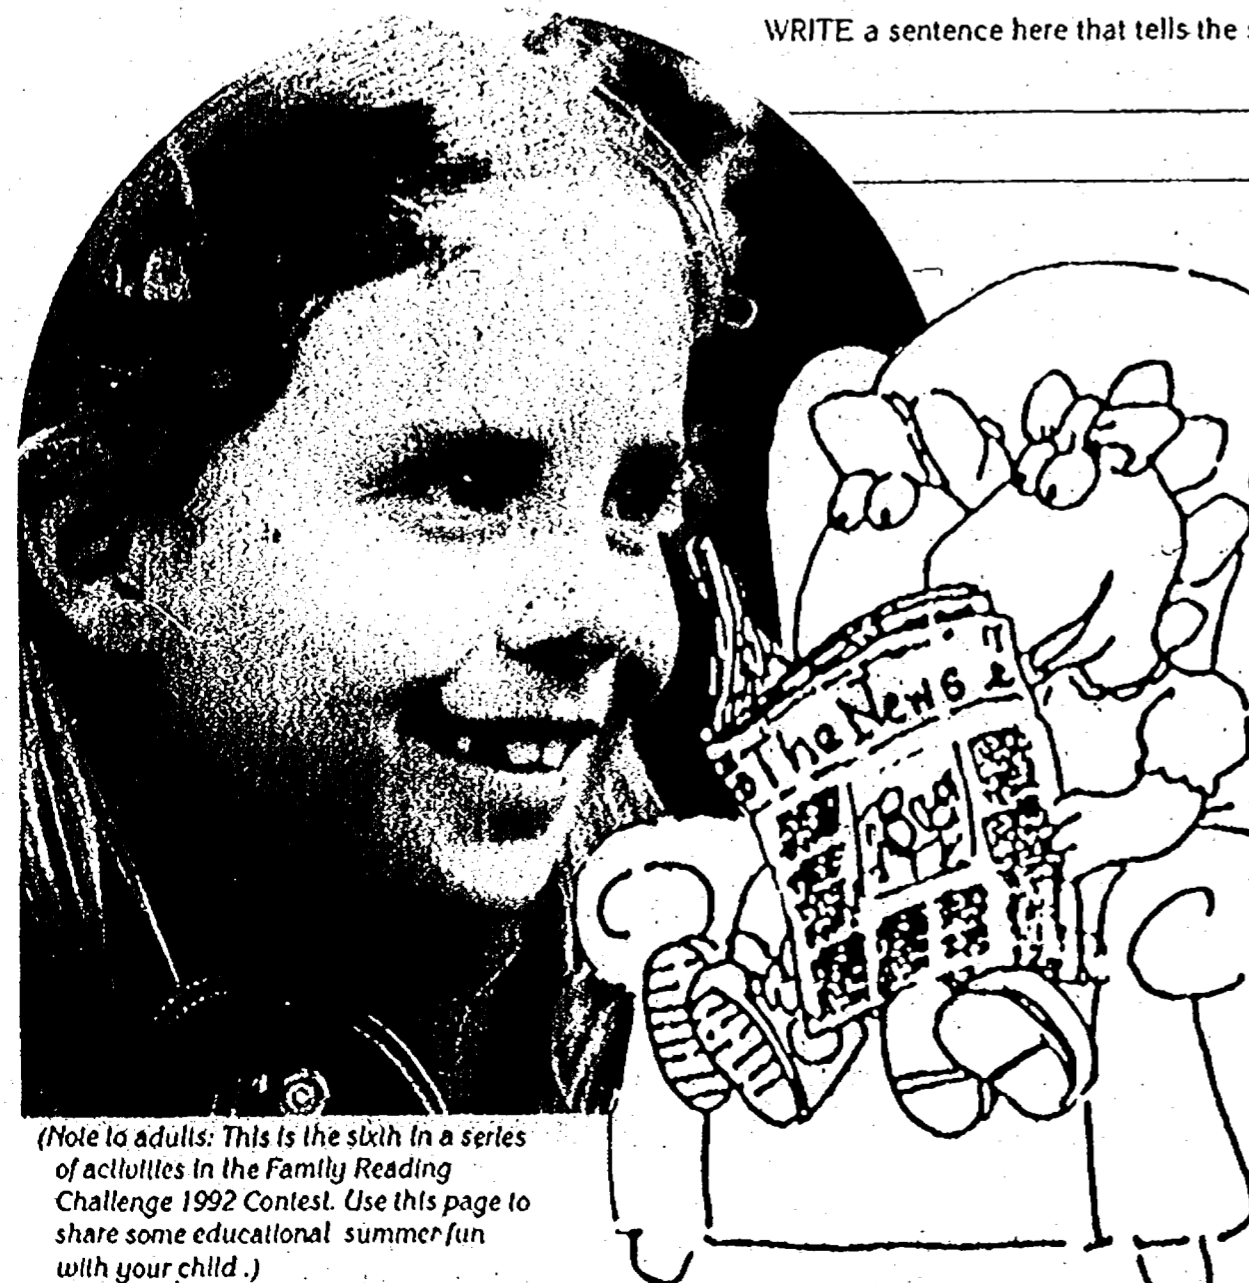 WRITE a sentence here that tells the
The News
Bug
(Note to adults: This is the sixth in a series
of activities in the Family Reading
Challenge 1992 Contest. Use this page to
share some educational summer fun
with your child.)